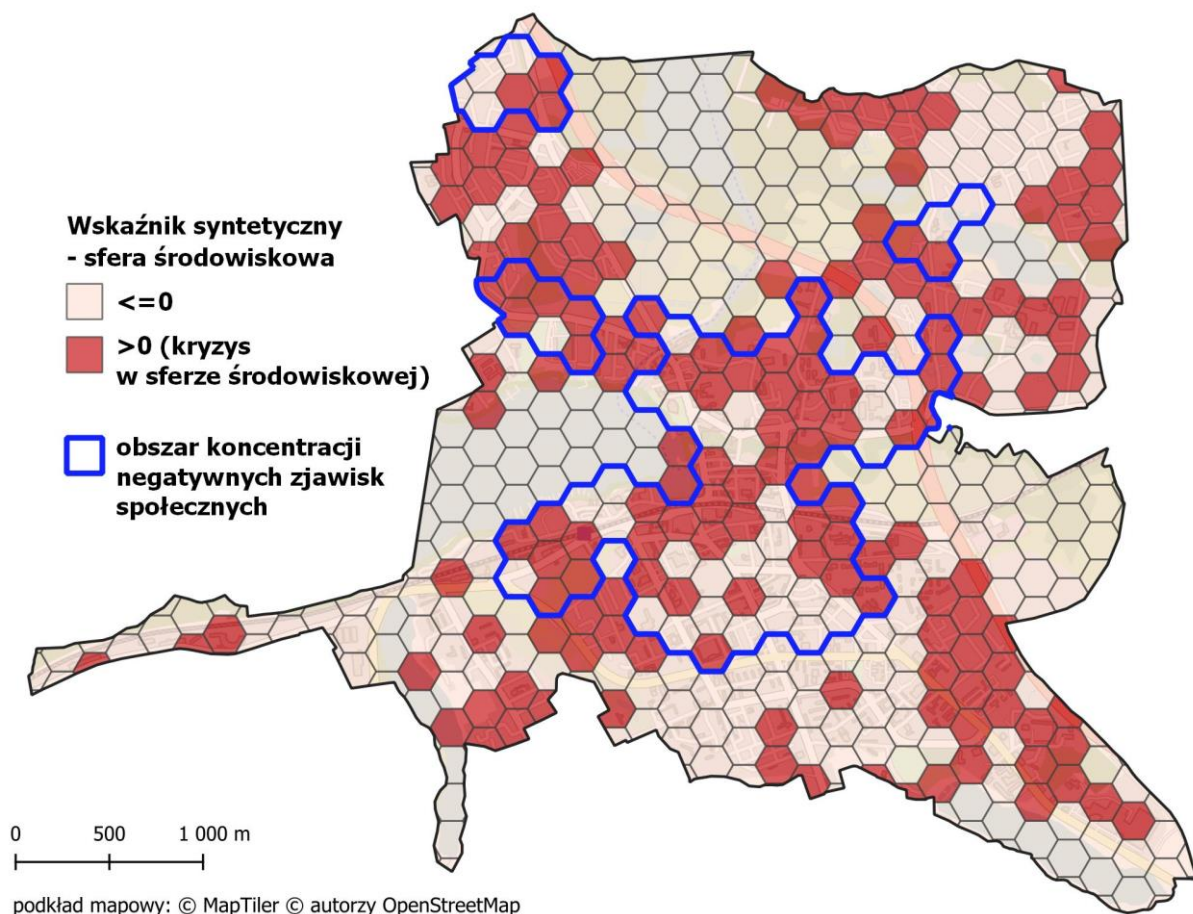 Wskaźnik syntetyczny
- sfera środowiskowa
<=0
>0 (kryzys
w sferze środowiskowej)
obszar koncentracji
negatywnych zjawisk
społecznych
0 500 1 000 m
podkład mapowy: © MapTiler © autorzy OpenStreetMap